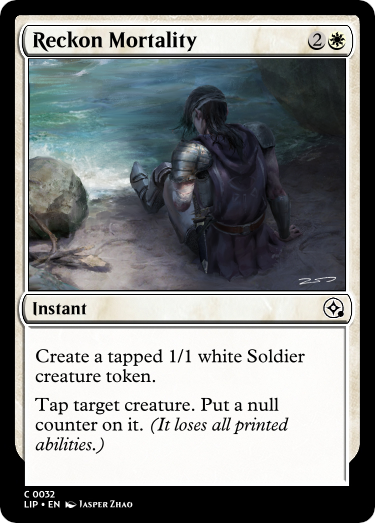 Reckon Mortality 2
Instant
Create a tapped 1/1 white Soldier
creature token.
Tap target creature. Put a null
counter on it. (It loses all printed
abilities.)
C 0032
LIP • EN Jasper Zhao